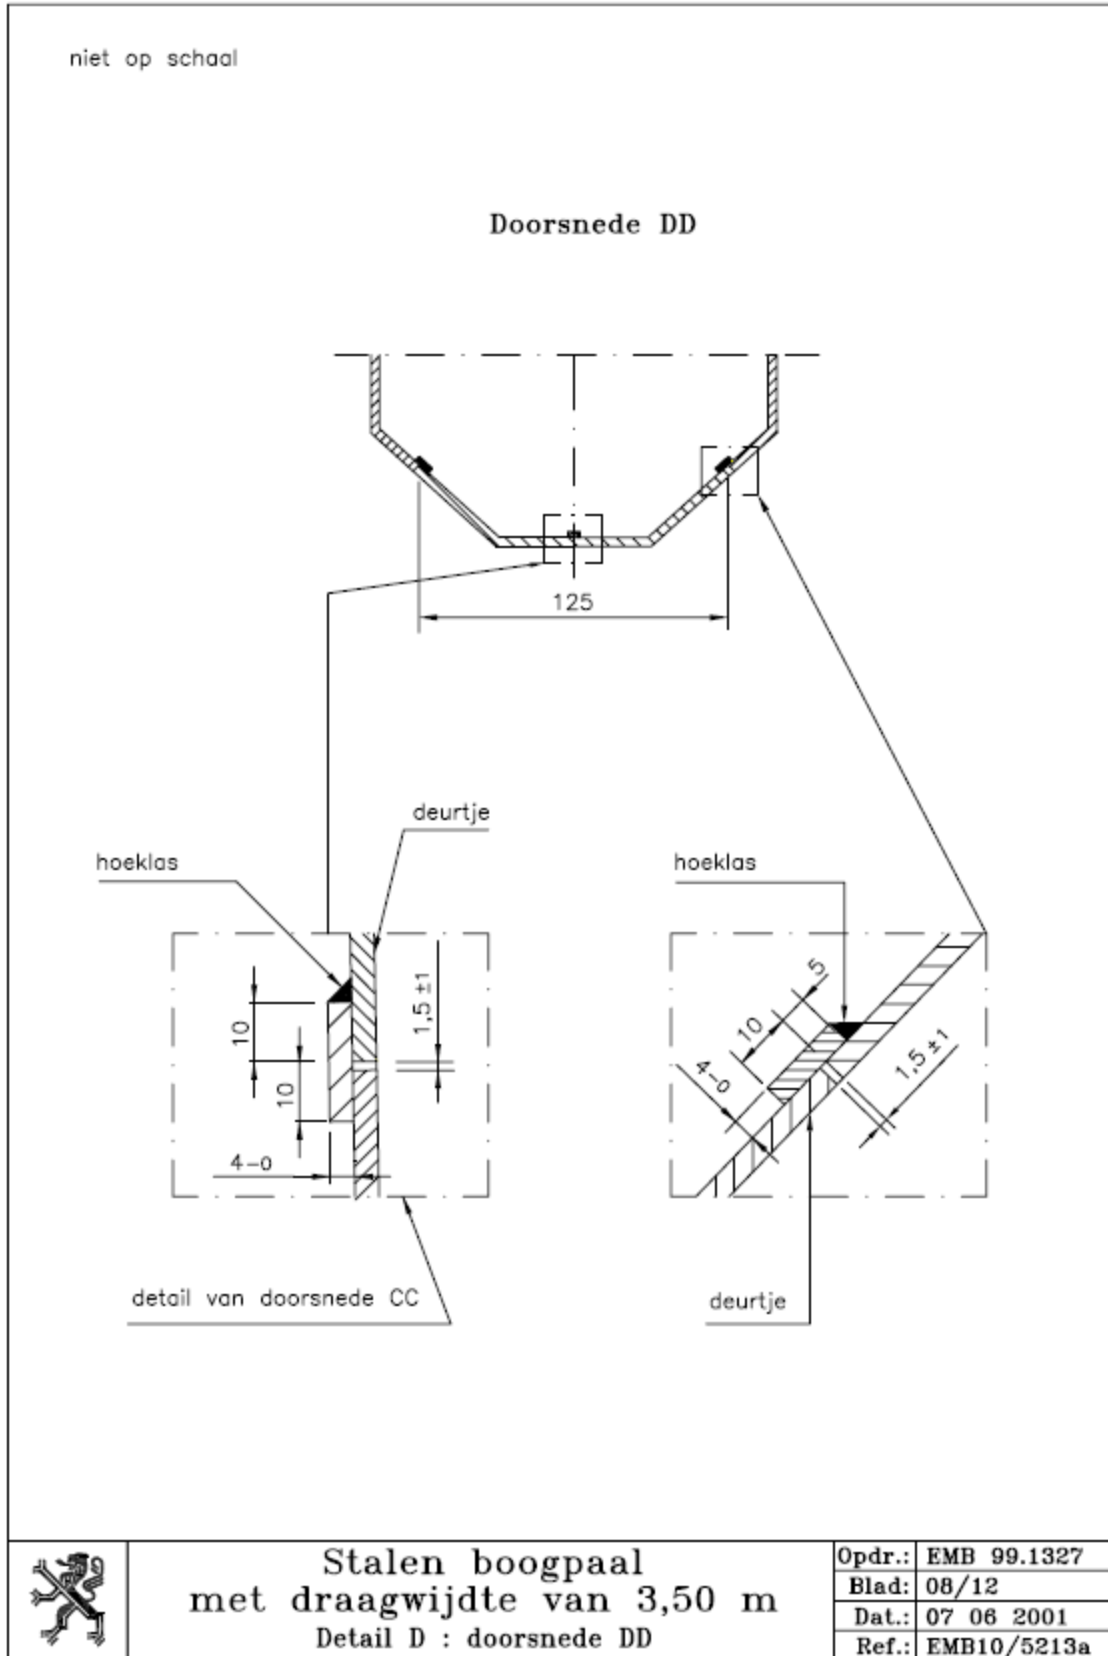 niet op schaal
Doorsnede DD
125
deurtje
hoeklas
hoeklas
10
10
1,5 ±1
4-0
5
10
4-0
1,5 ±1
detail van doorsnede CC
deurtje
Stalen boogpaal
met draagwijdte van 3,50 m
Detail D : doorsnede DD
Opdr.: EMB 99.1327
Blad: 08/12
Dat.: 07 06 2001
Ref.: EMB10/5213a